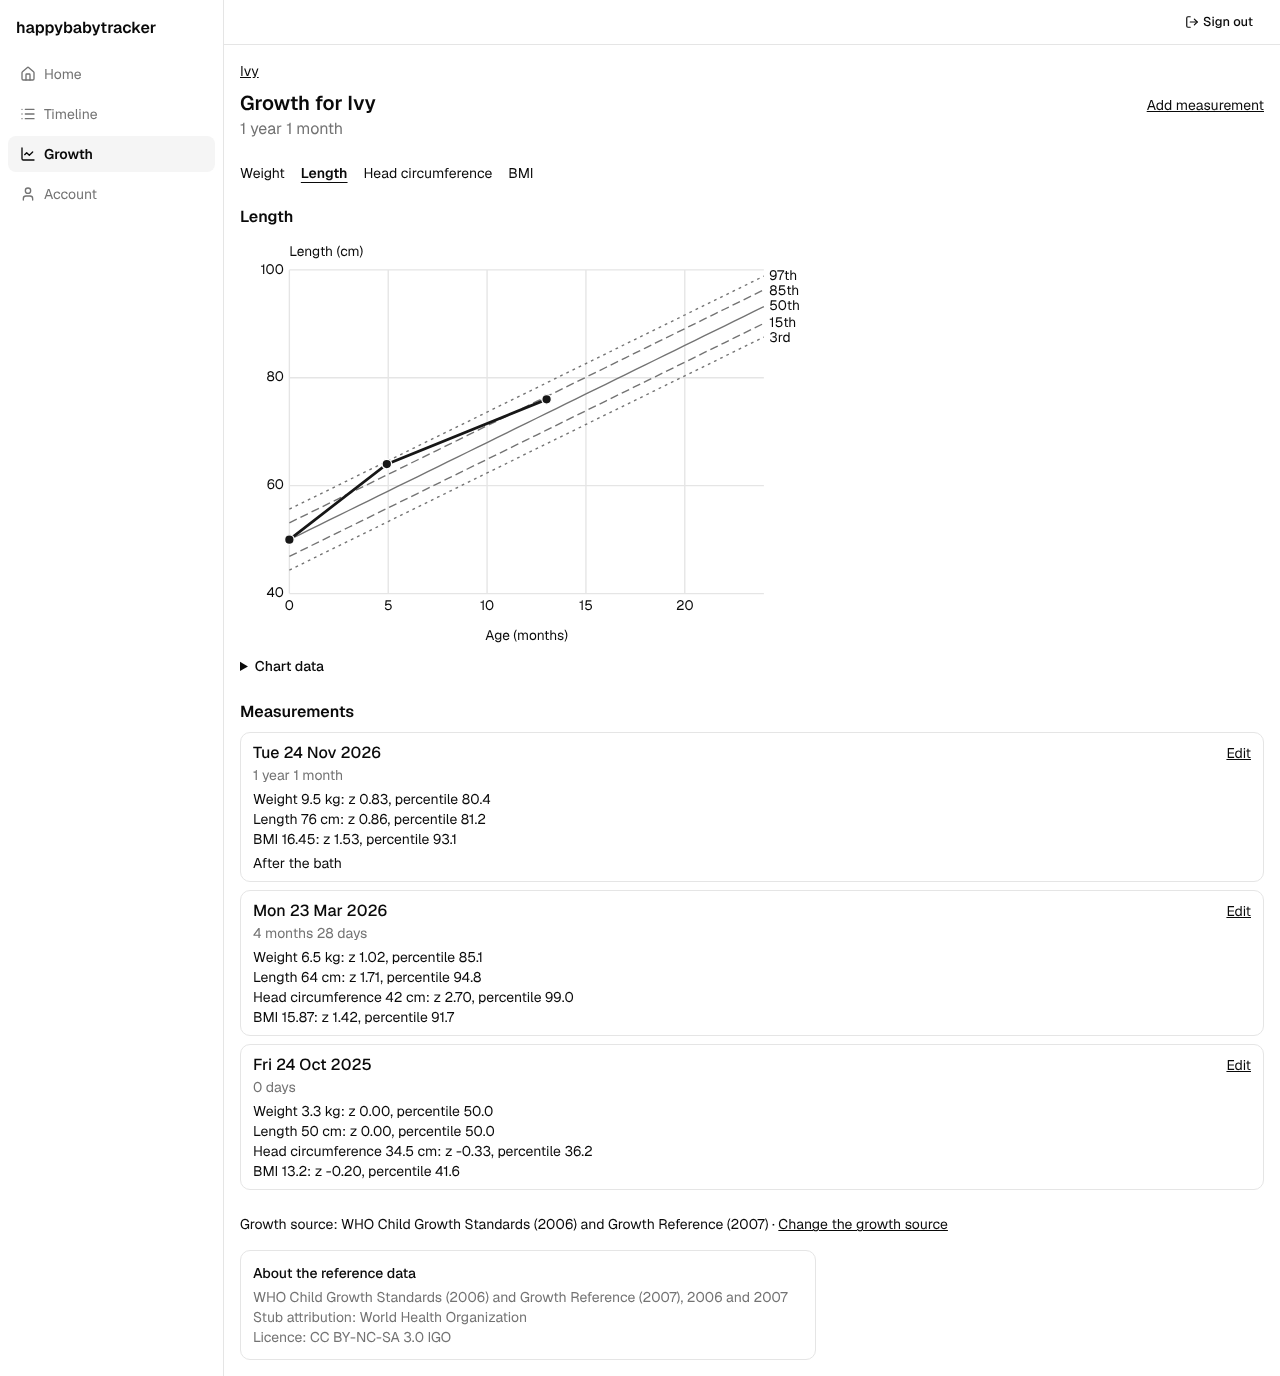 happybabytracker
Sign out
Home
Timeline
Growth
Account
Ivy
Growth for Ivy
Add measurement
1 year 1 month
Weight Length Head circumference BMI
Length
Length (cm)
100
80
60
40
97th
85th
50th
15th
3rd
0 5 10 15 20
Age (months)
Chart data
Measurements
Tue 24 Nov 2026
Edit
1 year 1 month
Weight 9.5 kg: z 0.83, percentile 80.4
Length 76 cm: z 0.86, percentile 81.2
BMI 16.45: z 1.53, percentile 93.1
After the bath
Mon 23 Mar 2026
Edit
4 months 28 days
Weight 6.5 kg: z 1.02, percentile 85.1
Length 64 cm: z 1.71, percentile 94.8
Head circumference 42 cm: z 2.70, percentile 99.0
BMI 15.87: z 1.42, percentile 91.7
Fri 24 Oct 2025
Edit
0 days
Weight 3.3 kg: z 0.00, percentile 50.0
Length 50 cm: z 0.00, percentile 50.0
Head circumference 34.5 cm: z -0.33, percentile 36.2
BMI 13.2: z -0.20, percentile 41.6
Growth source: WHO Child Growth Standards (2006) and Growth Reference (2007) · Change the growth source
About the reference data
WHO Child Growth Standards (2006) and Growth Reference (2007), 2006 and 2007
Stub attribution: World Health Organization
Licence: CC BY-NC-SA 3.0 IGO